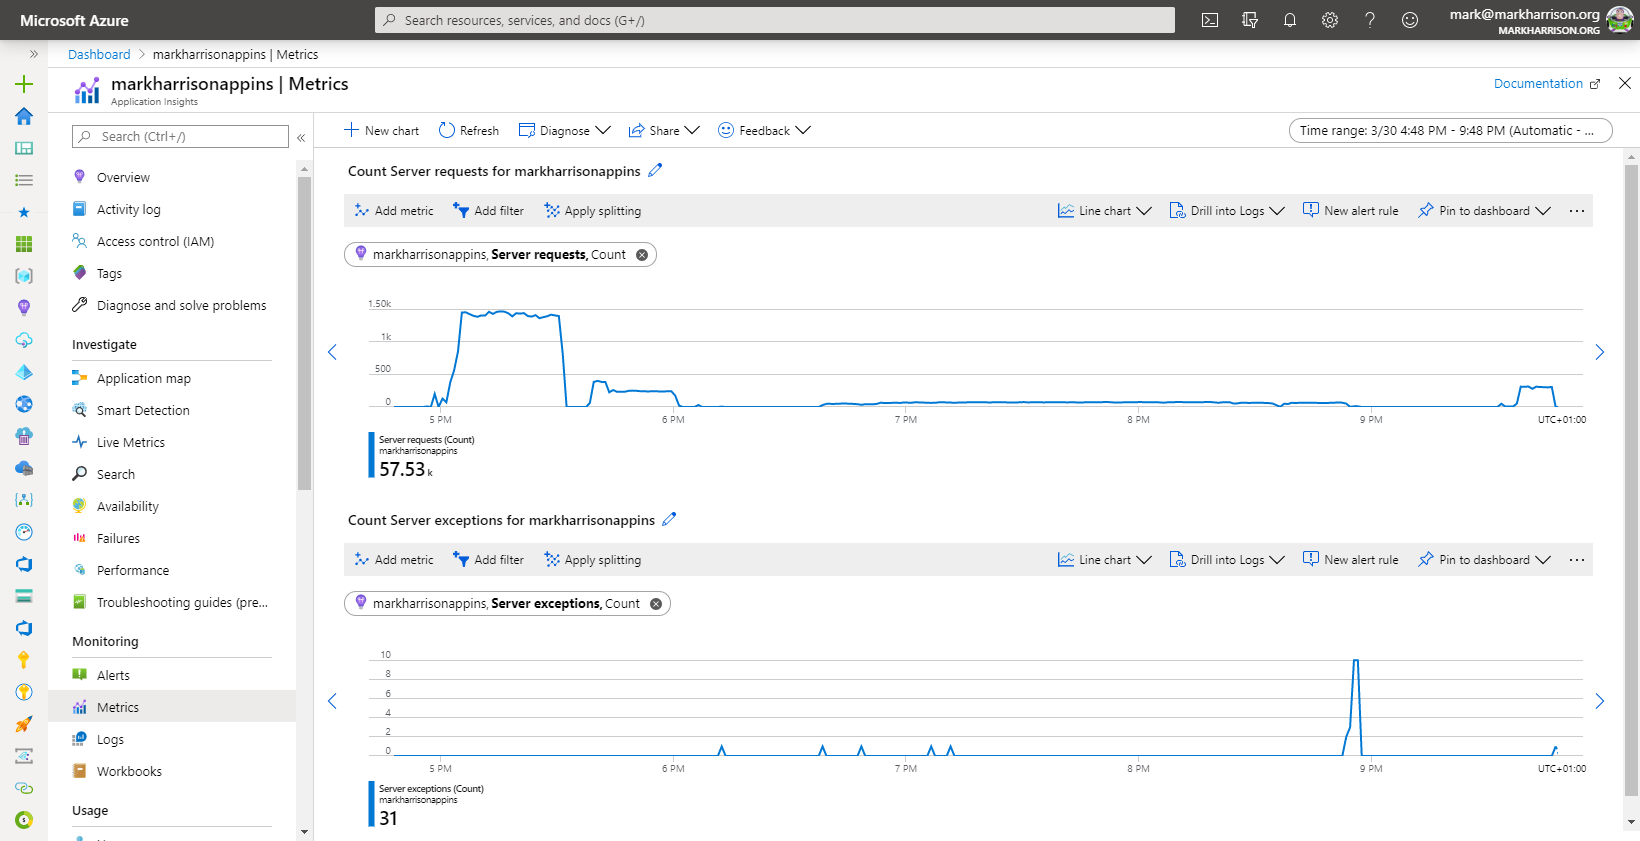 Microsoft Azure
Search resources, services, and docs (G+/)
mark@markharrison.org
MARKHARRISON.ORG
Dashboard > markharrisonappins | Metrics
markharrisonappins | Metrics
Application Insights
Documentation
Search (Ctrl+/)
Overview
Activity log
Access control (IAM)
Tags
Diagnose and solve problems
Investigate
Application map
Smart Detection
Live Metrics
Search
Availability
Failures
Performance
Troubleshooting guides (pre...
Monitoring
Alerts
Metrics
Logs
Workbooks
Usage
New chart Refresh Diagnose Share Feedback
Time range: 3/30 4:48 PM - 9:48 PM (Automatic - ...
Count Server requests for markharrisonappins
Add metric Add filter Apply splitting Line chart Drill into Logs New alert rule Pin to dashboard ...
markharrisonappins, Server requests, Count
1.50k
1k
500
0
5 PM 6 PM 7 PM 8 PM 9 PM UTC+01:00
Server requests (Count)
markharrisonappins
57.53 k
Count Server exceptions for markharrisonappins
Add metric Add filter Apply splitting Line chart Drill into Logs New alert rule Pin to dashboard ...
markharrisonappins, Server exceptions, Count
10
8
6
4
2
0
5 PM 6 PM 7 PM 8 PM 9 PM UTC+01:00
Server exceptions (Count)
markharrisonappins
31